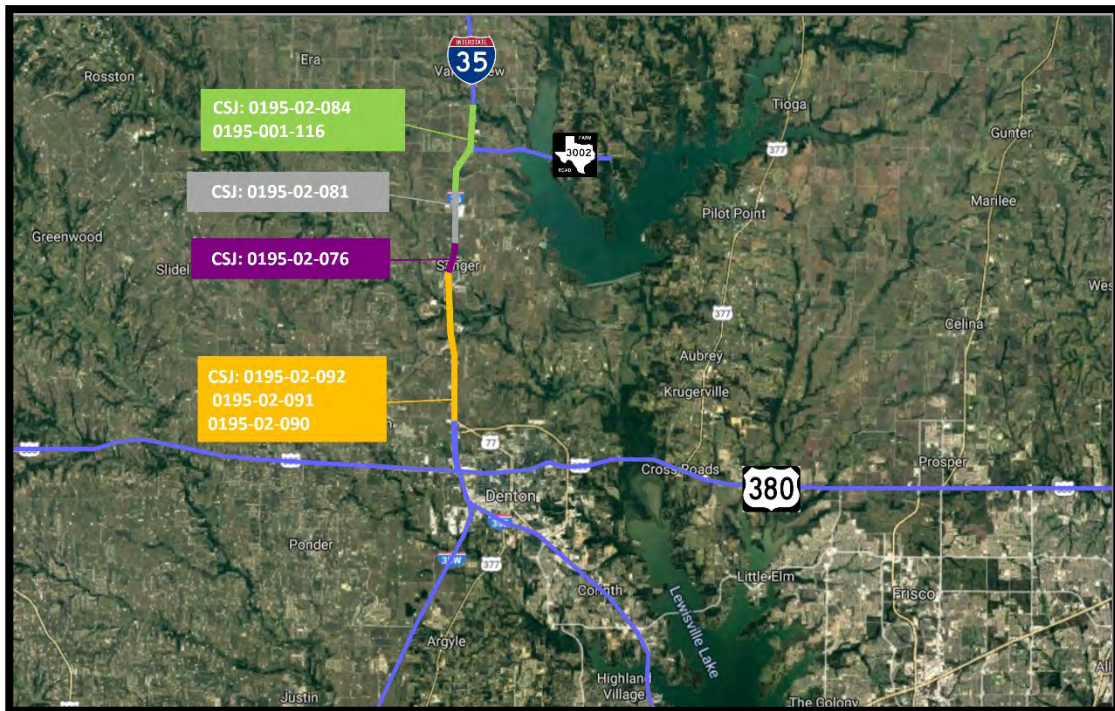 Era
INTERSTATE
35
Rosston
CSJ: 0195-02-084
0195-001-116
Tioga
377
Gunter
FARM
3002
ROAD
CSJ: 0195-02-081
Marilee
Pilot Point
Greenwood
CSJ: 0195-02-076
377
Celina
Aubrey
CSJ: 0195-02-092
0195-02-091
0195-02-090
Krugerville
77
Cross Roads
Prosper
380
Denton
Ponder
35W
377
Little Elm
Frisco
Corinth
Lewisville Lake
Argyle
Highland
Village
Justin
The Colony